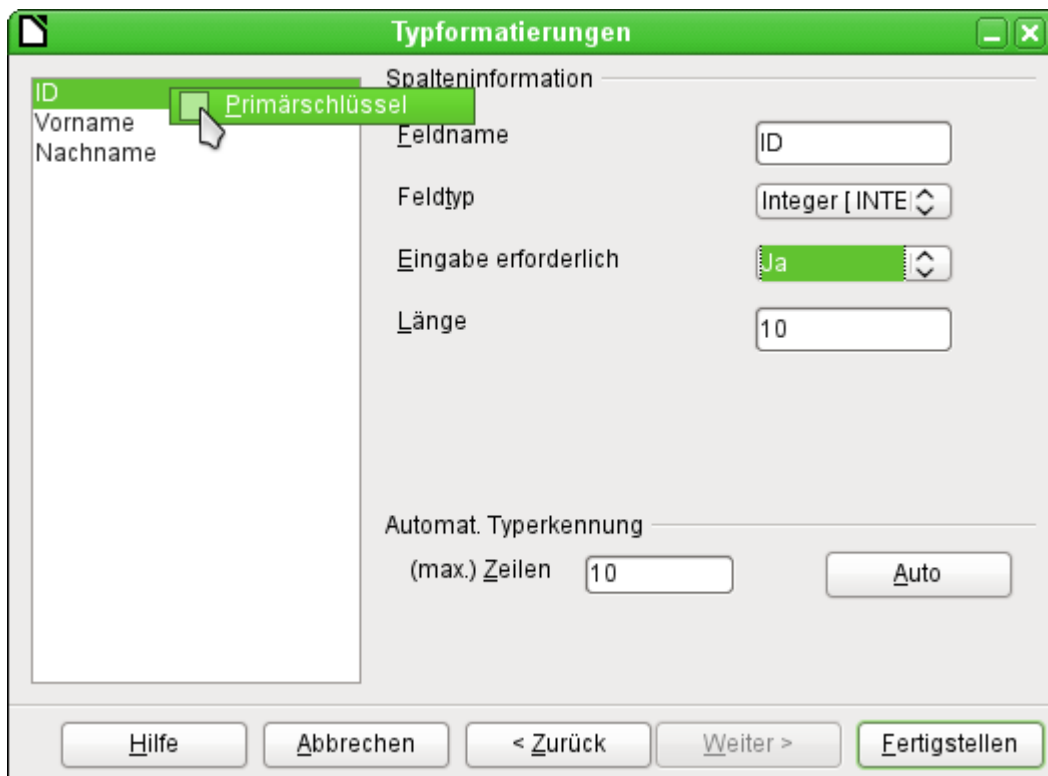 Typformatierungen
ID
Vorname
Nachname
Primärschlüssel
Spalteninformation
Feldname
ID
Feldtyp
Integer [ INTE
Eingabe erforderlich
Ja
Länge
10
Automat. Typerkennung
(max.) Zeilen
10
Auto
Hilfe
Abbrechen
< Zurück
Weiter >
Fertigstellen